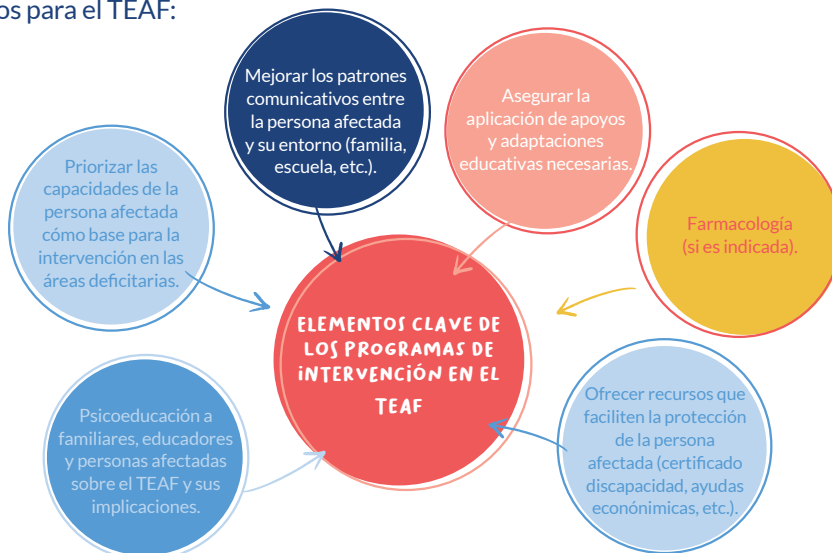 os para el TEAF:
Mejorar los patrones
comunicativos entre
la persona afectada
y su entorno (familia,
escuela, etc.).
Asegurar la
aplicación de apoyos
y adaptaciones
educativas necesarias.
Priorizar las
capacidades de la
persona afectada
cómo base para la
intervención en las
áreas deficitarias.
Farmacología
(si es indicada).
ELEMENTOS CLAVE DE
LOS PROGRAMAS DE
INTERVENCIÓN EN EL
TEAF
Psicoeducación a
familiares, educadores
y personas afectadas
sobre el TEAF y sus
implicaciones.
Ofrecer recursos que
faciliten la protección
de la persona
afectada (certificado
discapacidad, ayudas
econónimicas, etc.).